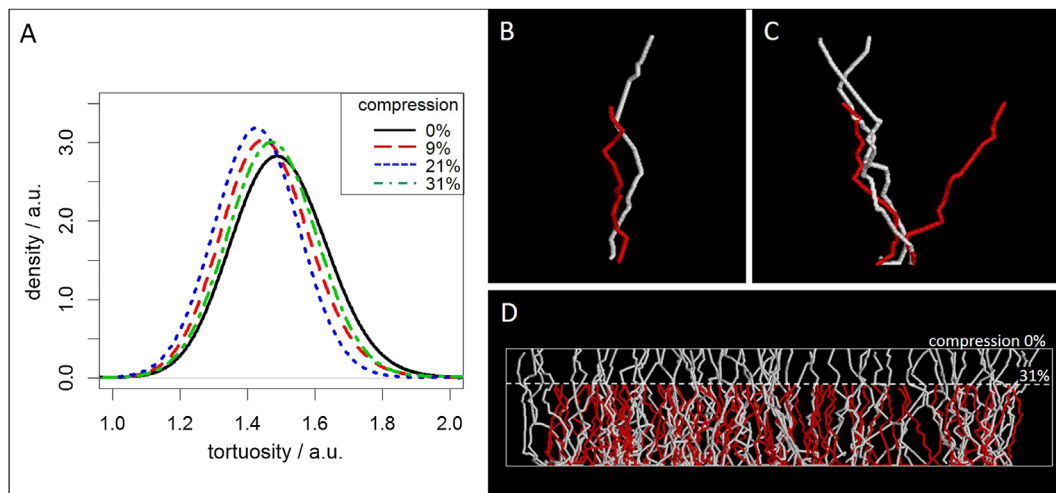 A
compression
0%
9%
21%
31%
3.0
2.0
1.0
0.0
density / a.u.
1.0 1.2 1.4 1.6 1.8 2.0
tortuosity / a.u.
B
C
D
compression 0%
31%